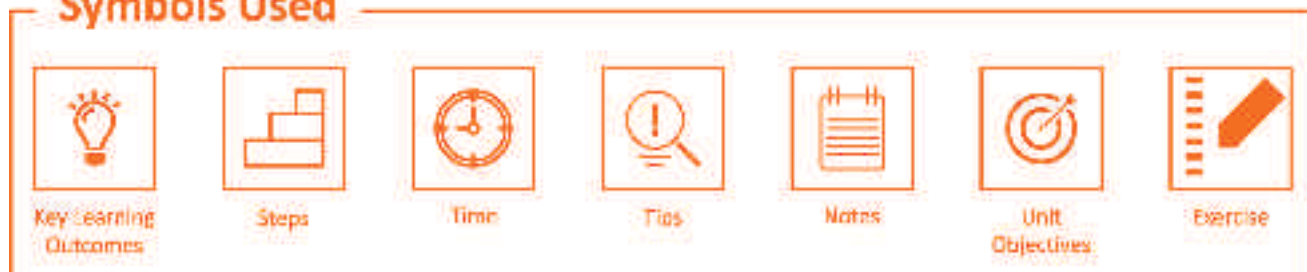 Symbols Used
Key Learning
Outcomes
Steps
Time
Tips
Notes
Unit
Objectives
Exercise